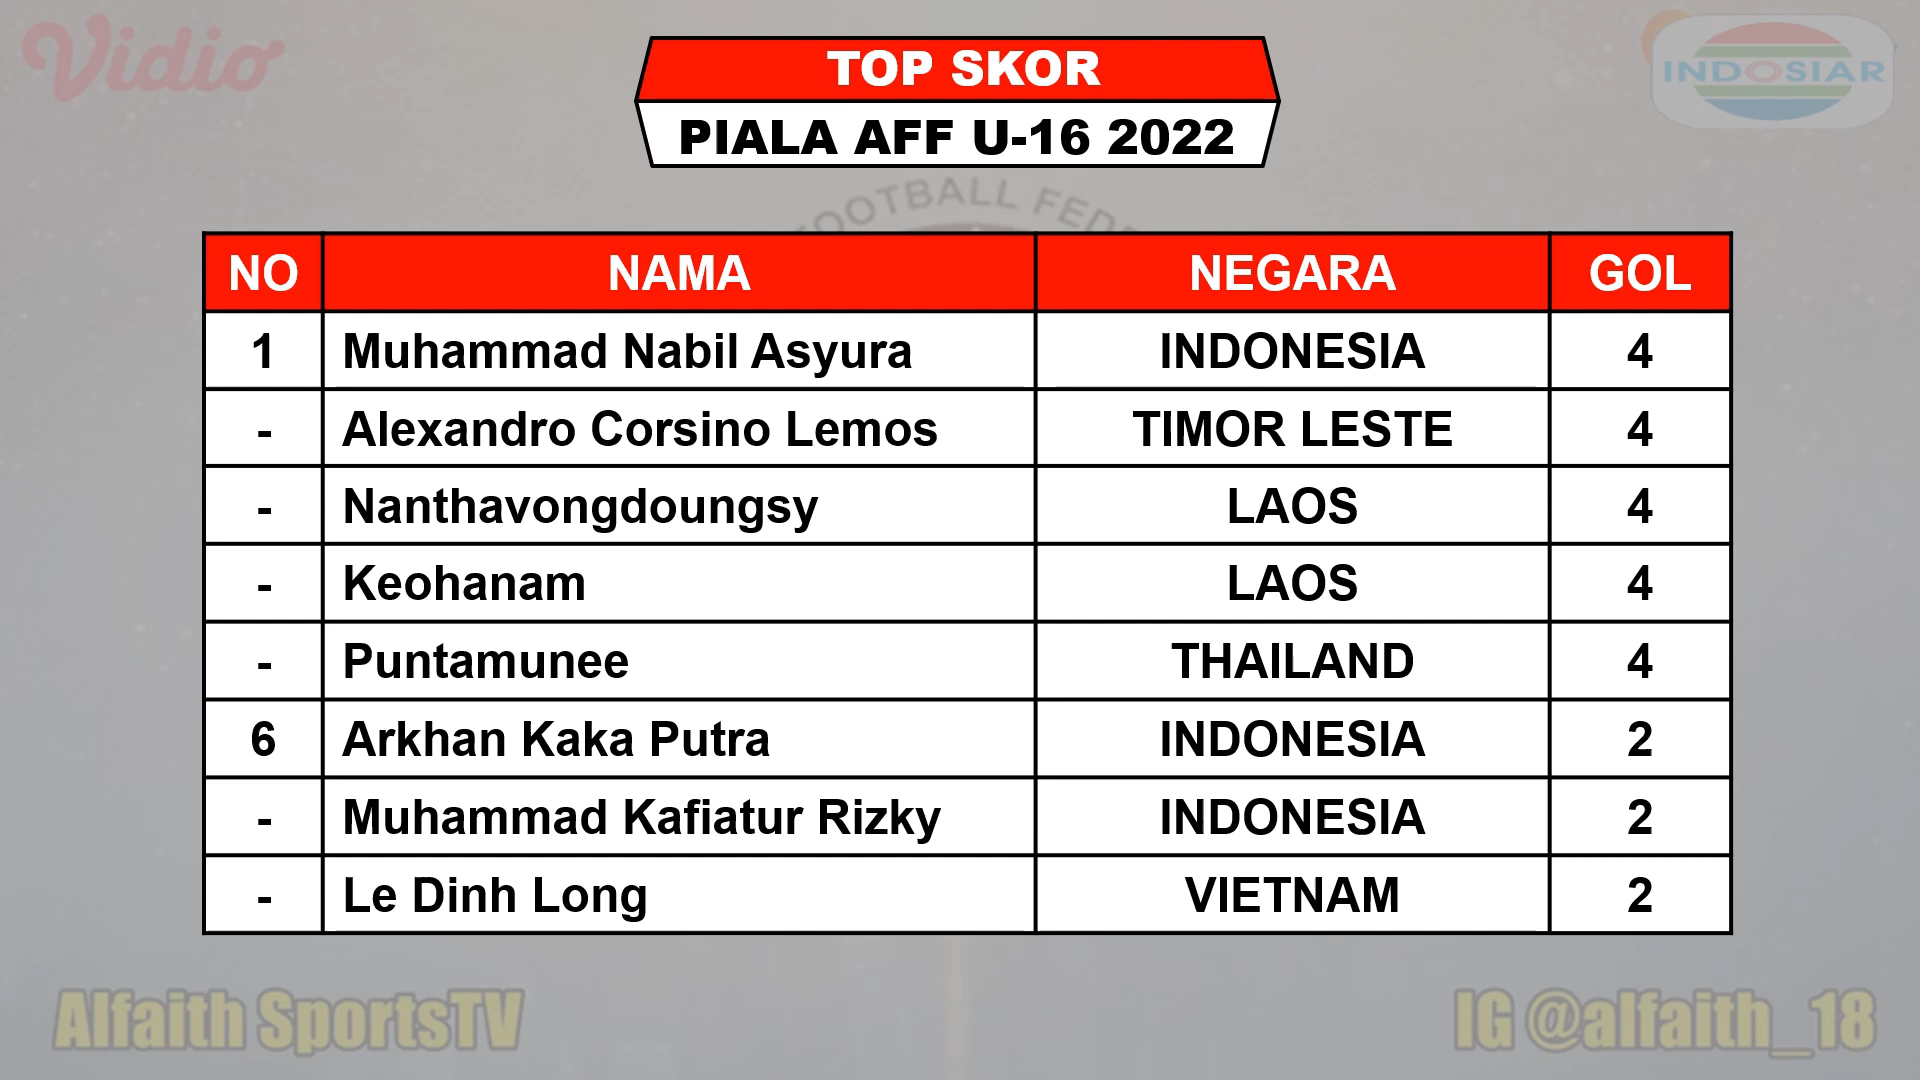 Vidio
INDOSIAR
TOP SKOR
PIALA AFF U-16 2022
FOOTBALL
NO NAMA NEGARA GOL
1 Muhammad Nabil Asyura INDONESIA 4
- Alexandro Corsino Lemos TIMOR LESTE 4
- Nanthavongdoungsy LAOS 4
- Keohanam LAOS 4
- Puntamunee THAILAND 4
6 Arkhan Kaka Putra INDONESIA 2
- Muhammad Kafiatur Rizky INDONESIA 2
- Le Dinh Long VIETNAM 2
Alfaith SportsTV
IG @alfaith_18